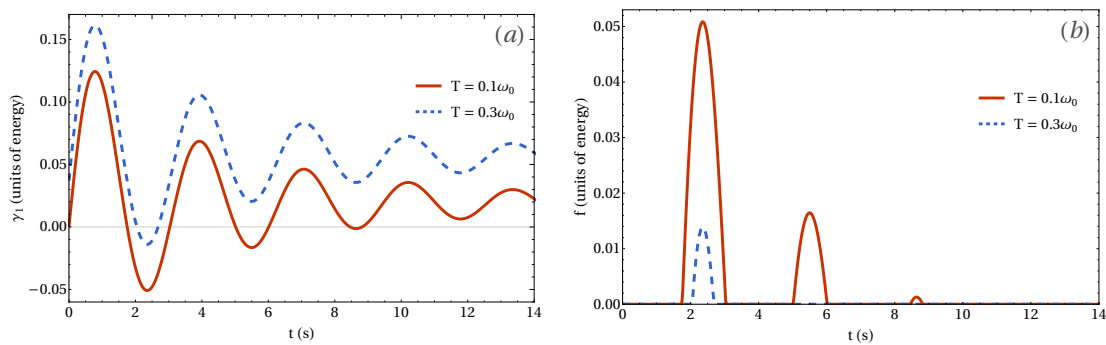 (a)
γ₁ (units of energy)
0.15
0.10
0.05
0.00
−0.05
T = 0.1ω₀
T = 0.3ω₀
0 2 4 6 8 10 12 14
t (s)
(b)
f (units of energy)
0.05
0.04
0.03
0.02
0.01
0.00
T = 0.1ω₀
T = 0.3ω₀
0 2 4 6 8 10 12 14
t (s)